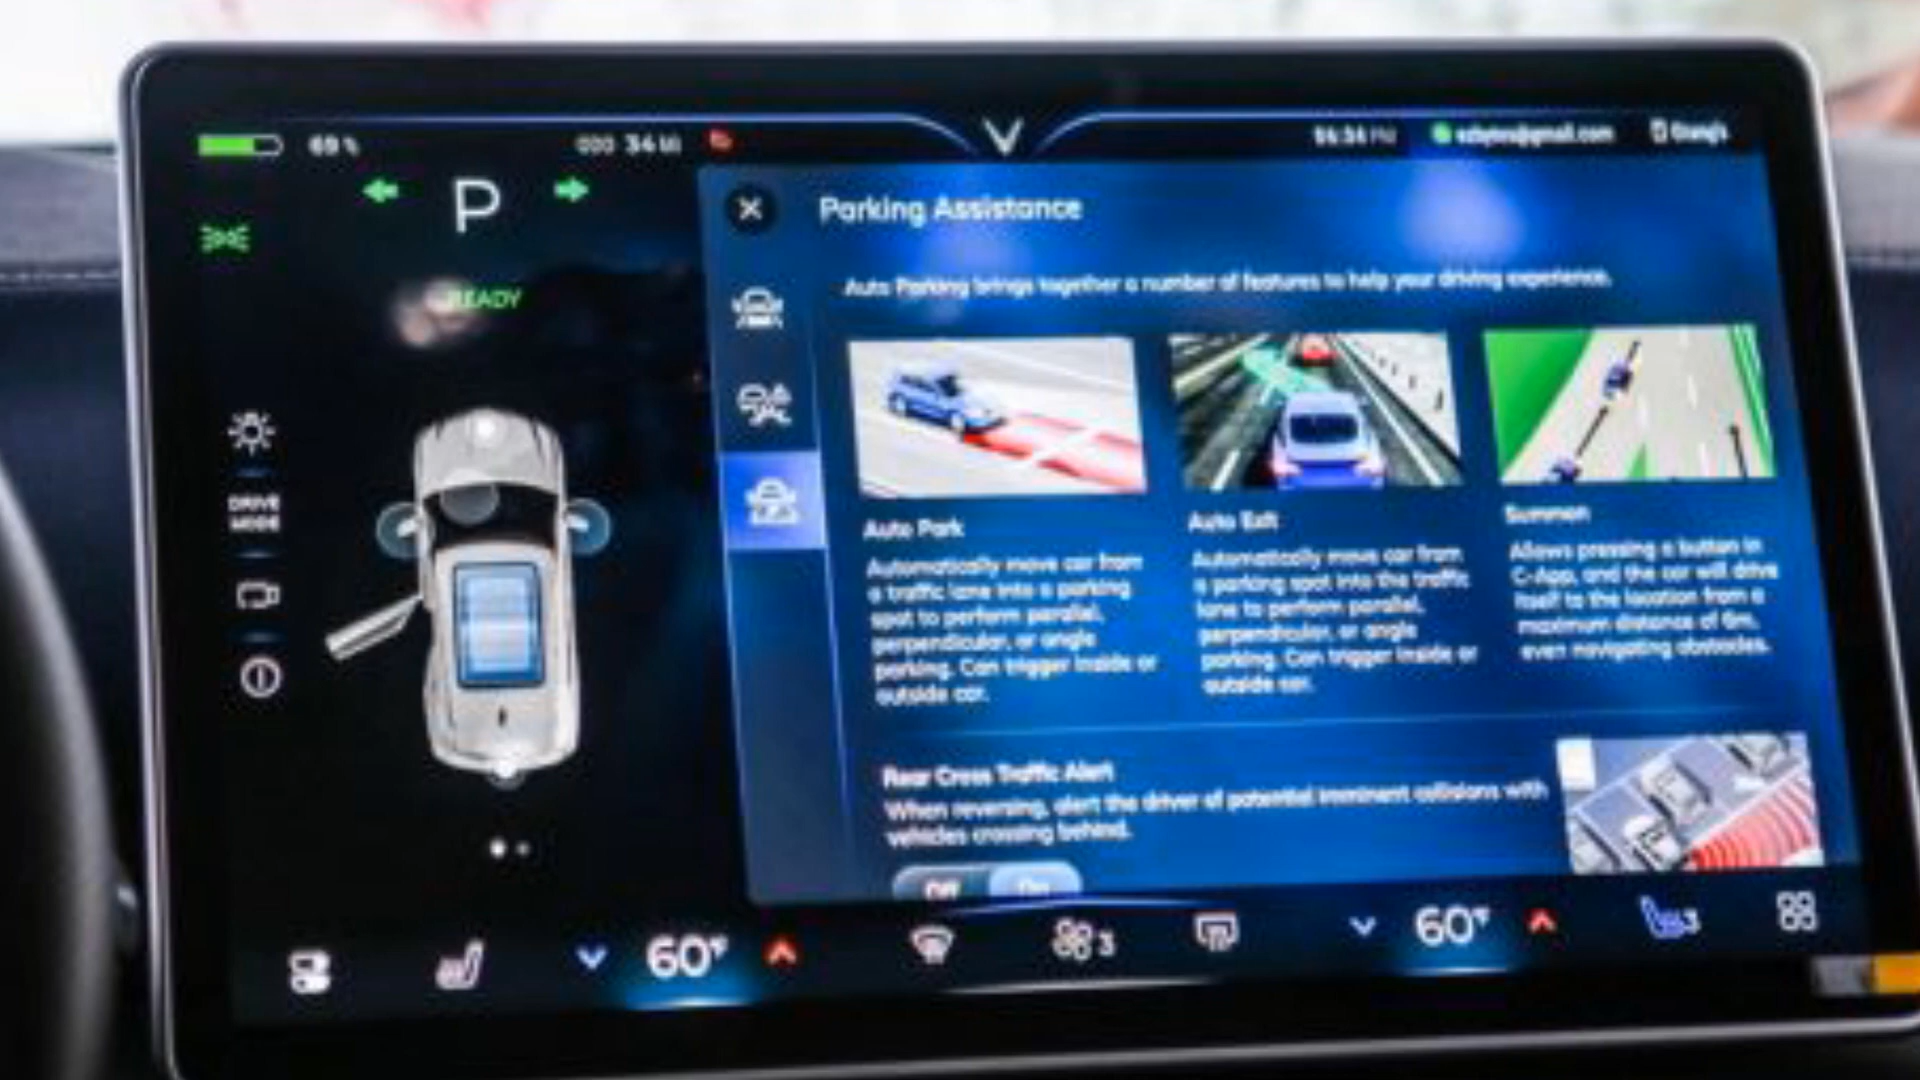 69 %
ODO 34 MI
P
READY
DRIVE
MODE
Parking Assistance
Auto Parking brings together a number of features to help your driving experience.
Auto Park
Automatically move car from
a traffic lane into a parking
spot to perform parallel,
perpendicular, or angle
parking. Can trigger inside or
outside car.
Auto Exit
Automatically move car from
a parking spot into the traffic
lane to perform parallel,
perpendicular, or angle
parking. Can trigger inside or
outside car.
Summon
Allows pressing a button in
C-App, and the car will drive
itself to the location from a
maximum distance of 6m,
even navigating obstacles.
Rear Cross Traffic Alert
When reversing, alert the driver of potential imminent collisions with
vehicles crossing behind.
Off On
60°F
3
60°F
3